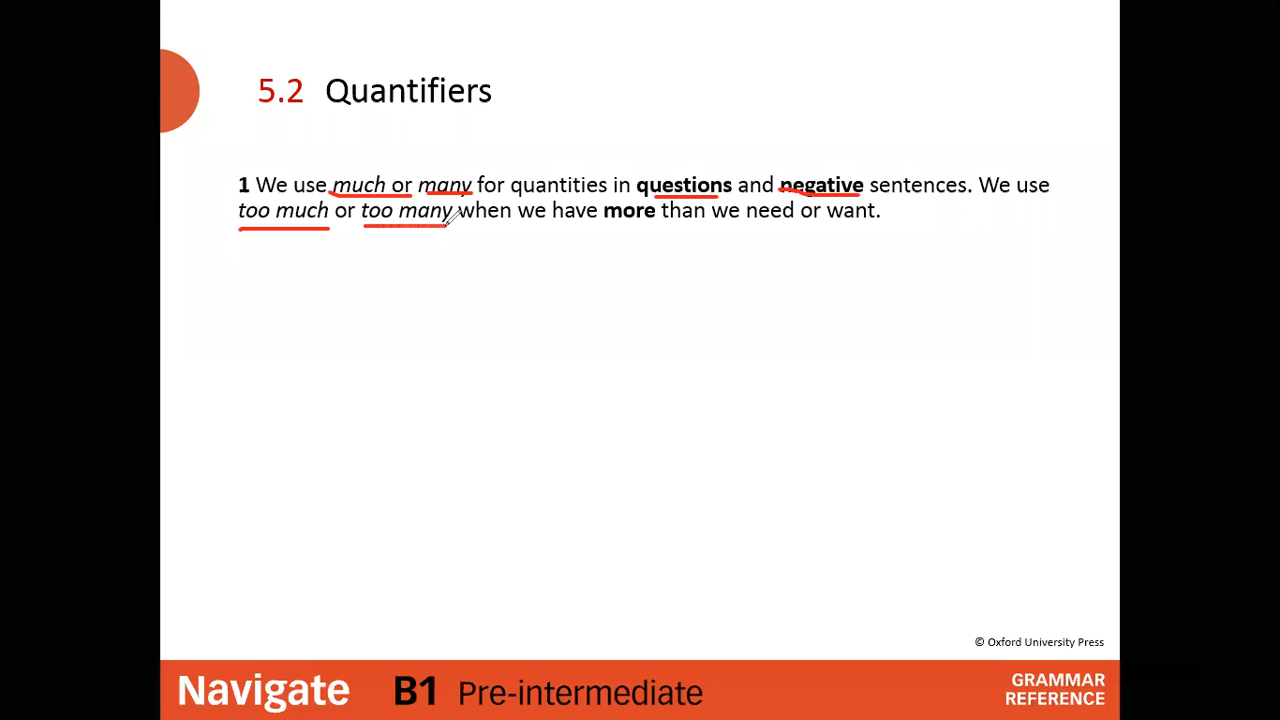 5.2 Quantifiers
1 We use much or many for quantities in questions and negative sentences. We use
too much or too many when we have more than we need or want.
© Oxford University Press
Navigate B1 Pre-intermediate
GRAMMAR
REFERENCE